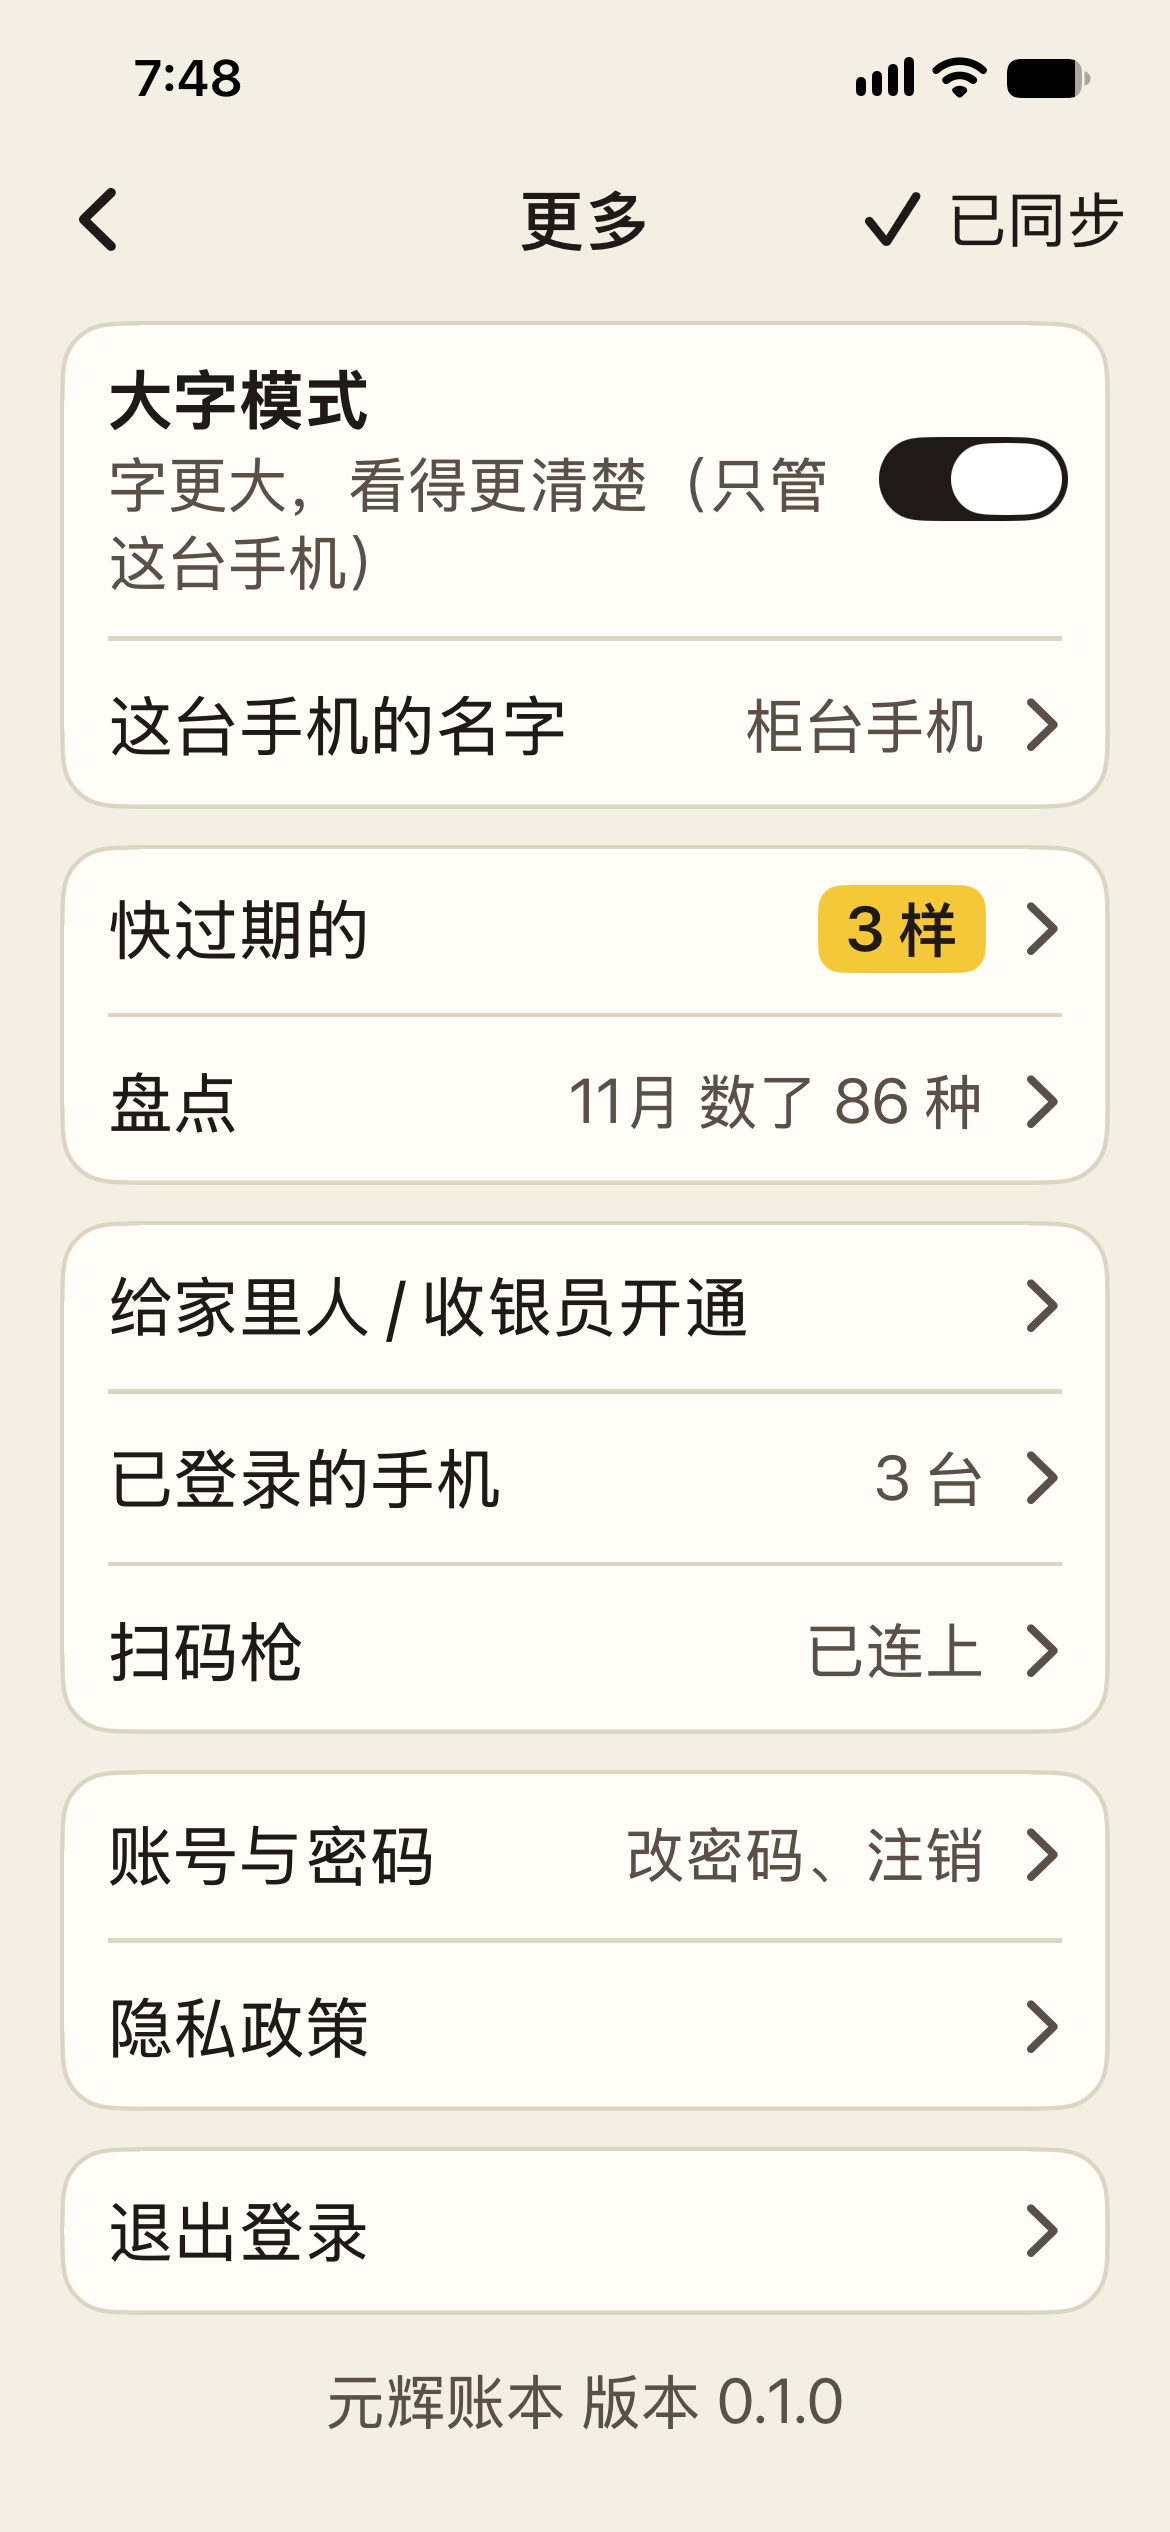 7:48
更多
已同步
大字模式
字更大，看得更清楚（只管
这台手机）
这台手机的名字 柜台手机
快过期的 3 样
盘点 11月 数了 86 种
给家里人 / 收银员开通
已登录的手机 3 台
扫码枪 已连上
账号与密码 改密码、注销
隐私政策
退出登录
元辉账本 版本 0.1.0